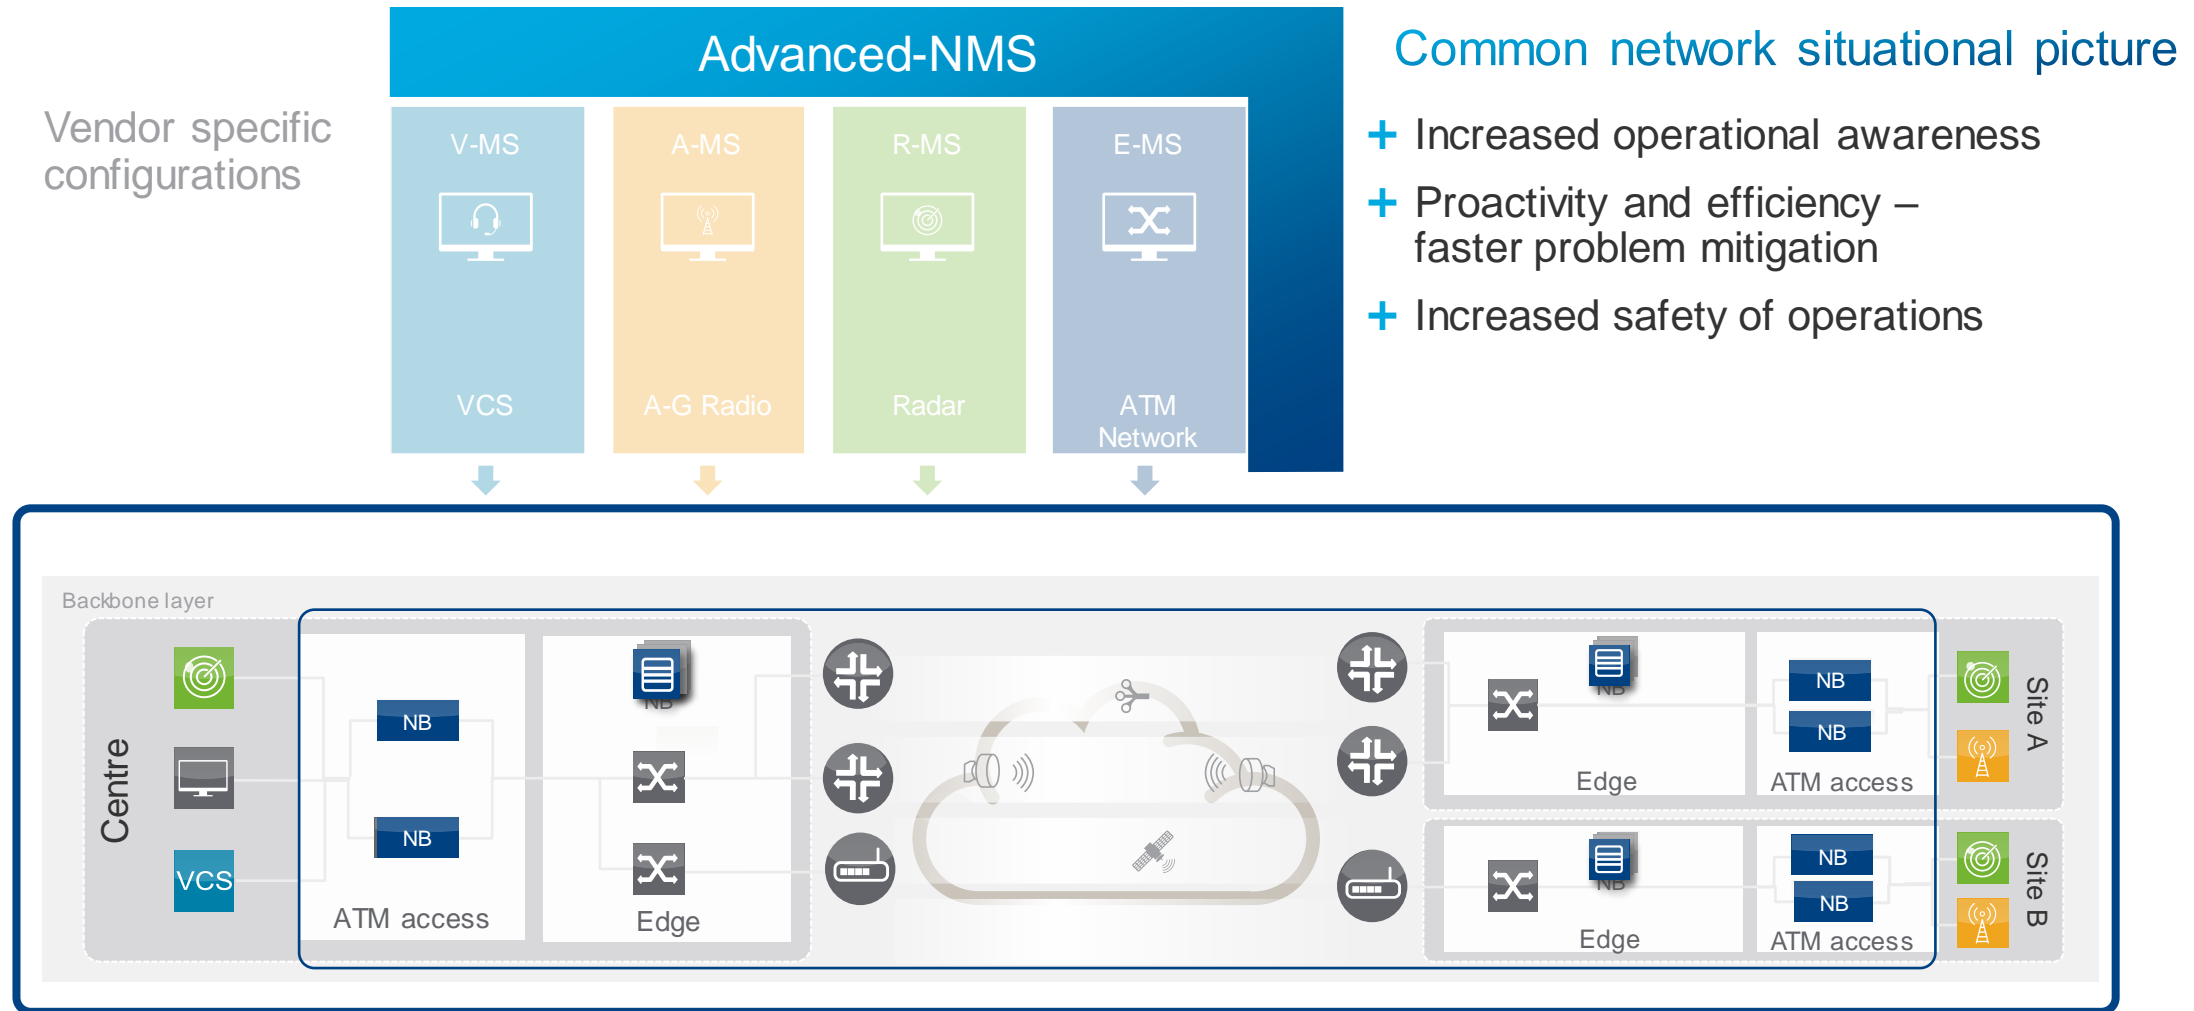 Advanced-NMS
Common network situational picture
Vendor specific
configurations
V-MS
A-MS
R-MS
E-MS
VCS
A-G Radio
Radar
ATM
Network
+ Increased operational awareness
+ Proactivity and efficiency –
faster problem mitigation
+ Increased safety of operations
Backbone layer
Centre
VCS
NB
NB
ATM access
NB
Edge
NB
Edge
NB
NB
ATM access
Site A
NB
Edge
NB
NB
ATM access
Site B